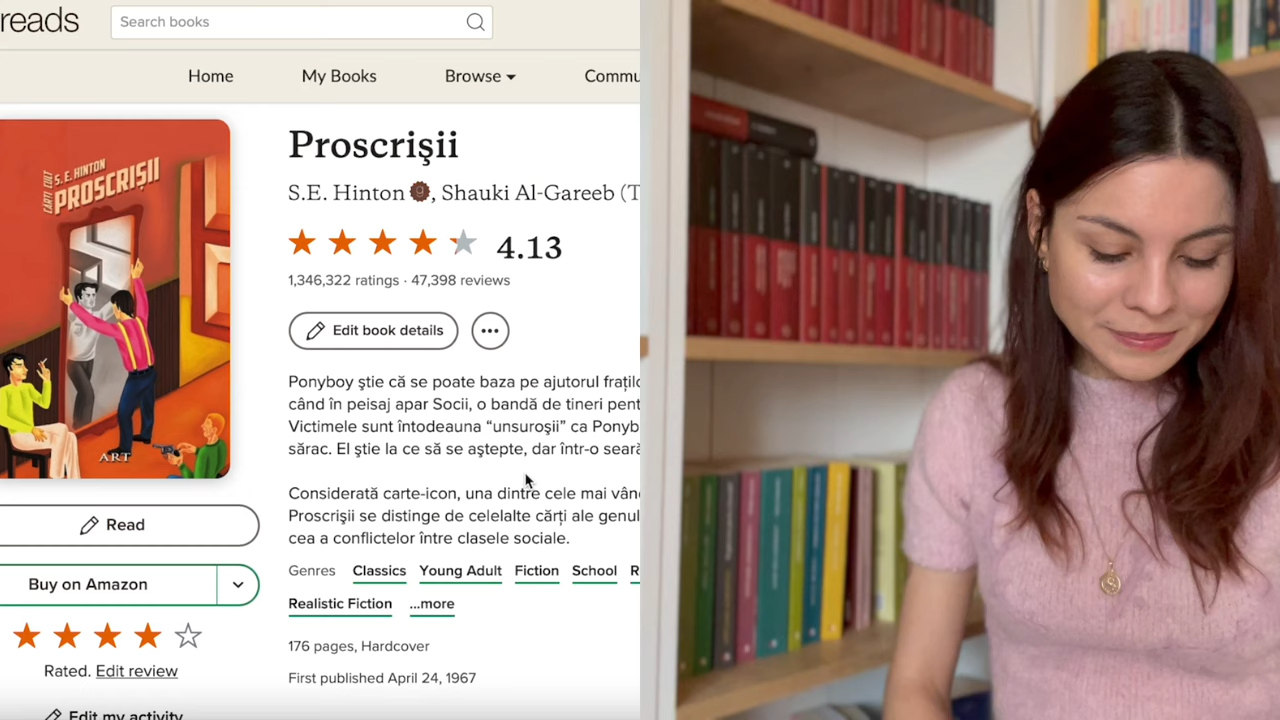 reads
Search books
Home My Books Browse Commu
CĂRȚI CULT
S. E. HINTON
PROSCRIȘII
ART
Read
Buy on Amazon
Rated. Edit review
Edit my activity
Proscrişii
S.E. Hinton, Shauki Al-Gareeb (T
4.13
1,346,322 ratings · 47,398 reviews
Edit book details
Ponyboy ştie că se poate baza pe ajutorul fraţilo
când în peisaj apar Socii, o bandă de tineri pent
Victimele sunt întodeauna “unsuroşii” ca Ponyb
sărac. El ştie la ce să se aştepte, dar într-o seară
Considerată carte-icon, una dintre cele mai vân
Proscrişii se distinge de celelalte cărţi ale genul
cea a conflictelor între clasele sociale.
Genres Classics Young Adult Fiction School R
Realistic Fiction ...more
176 pages, Hardcover
First published April 24, 1967